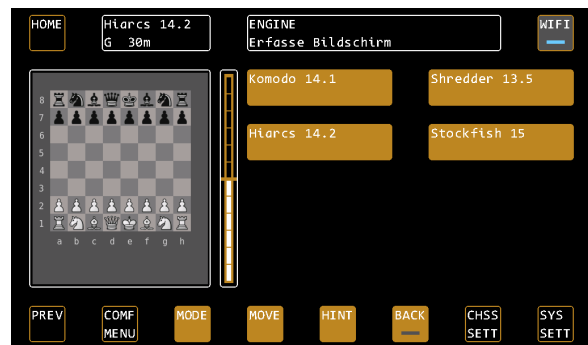 HOME
Hiarcs 14.2
G 30m
ENGINE
Erfasse Bildschirm
WIFI
Komodo 14.1
Shredder 13.5
Hiarcs 14.2
Stockfish 15
8
7
6
5
4
3
2
1
a b c d e f g h
PREV
COMF
MENU
MODE
MOVE
HINT
BACK
CHSS
SETT
SYS
SETT